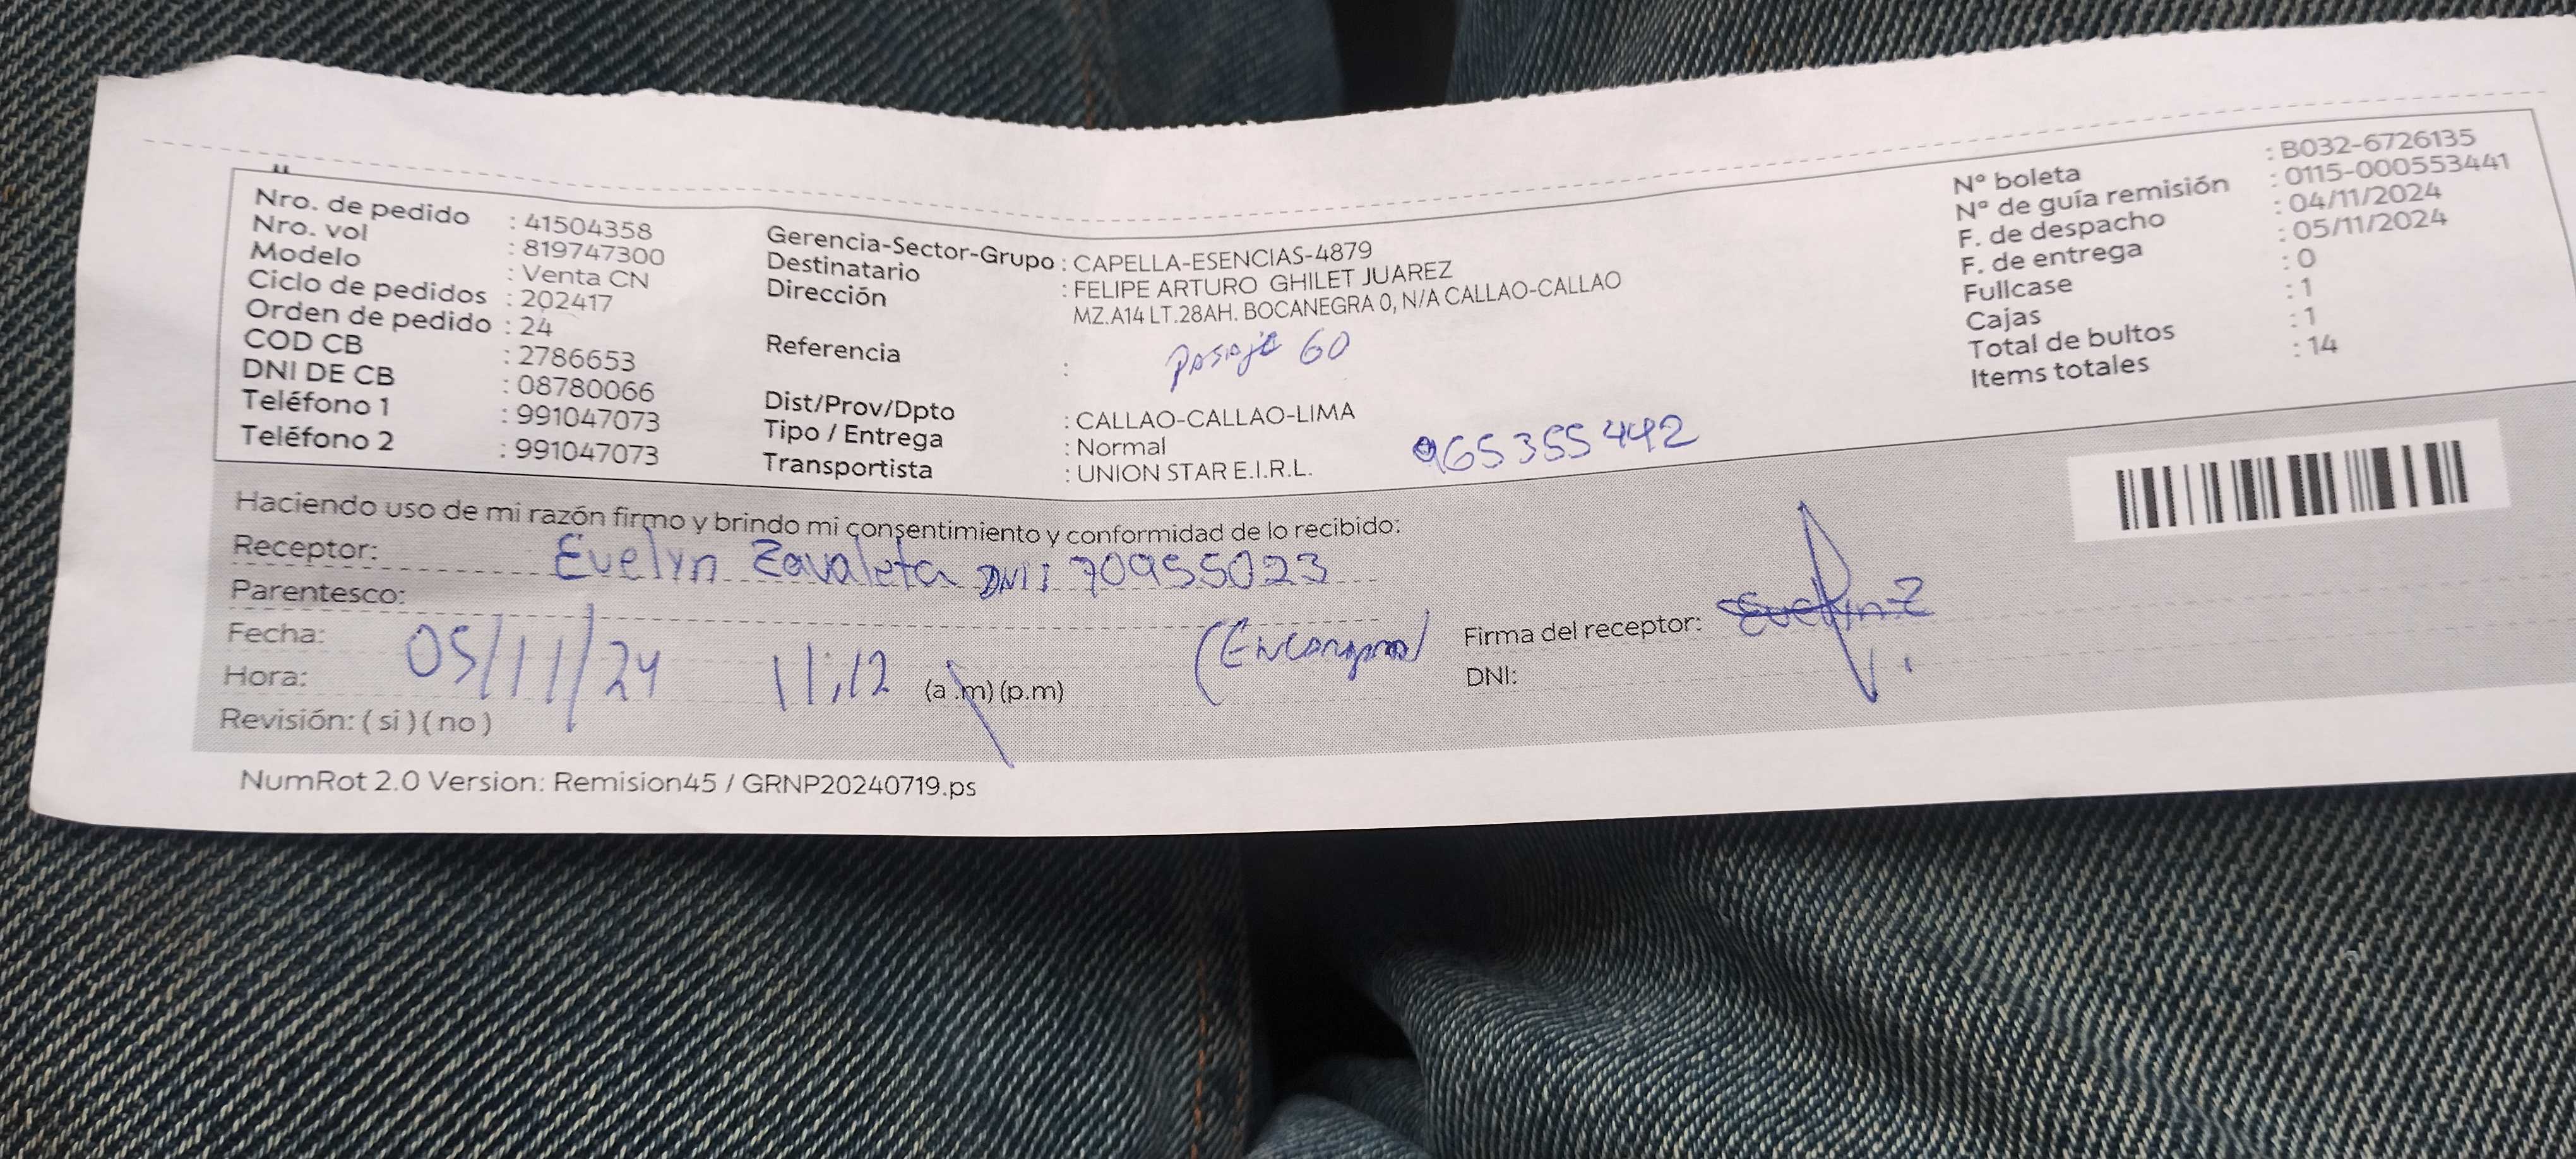 Nro. de pedido : 41504358
Nro. vol : 819747300
Modelo : Venta CN
Ciclo de pedidos : 202417
Orden de pedido : 24
COD CB : 2786653
DNI DE CB : 08780066
Teléfono 1 : 991047073
Teléfono 2 : 991047073
Gerencia-Sector-Grupo : CAPELLA-ESENCIAS-4879
Destinatario : FELIPE ARTURO GHILET JUAREZ
Dirección : MZ.A14 LT.28AH. BOCANEGRA 0, N/A CALLAO-CALLAO
Referencia : pasaje 60
Dist/Prov/Dpto : CALLAO-CALLAO-LIMA
Tipo / Entrega : Normal
Transportista : UNION STAR E.I.R.L.
965355442
N° boleta : B032-6726135
N° de guía remisión : 0115-000553441
F. de despacho : 04/11/2024
F. de entrega : 05/11/2024
Fullcase : 0
Cajas : 1
Total de bultos : 1
Items totales : 14
Haciendo uso de mi razón firmo y brindo mi consentimiento y conformidad de lo recibido:
Receptor: Evelyn Zavaleta DNI: 70955023
Parentesco:
Fecha: 05/11/24
Hora: 11,12 (a .m) (p.m)
Revisión: ( si ) ( no )
Firma del receptor: Evelyn Z
DNI:
NumRot 2.0 Version: Remision45 / GRNP20240719.ps